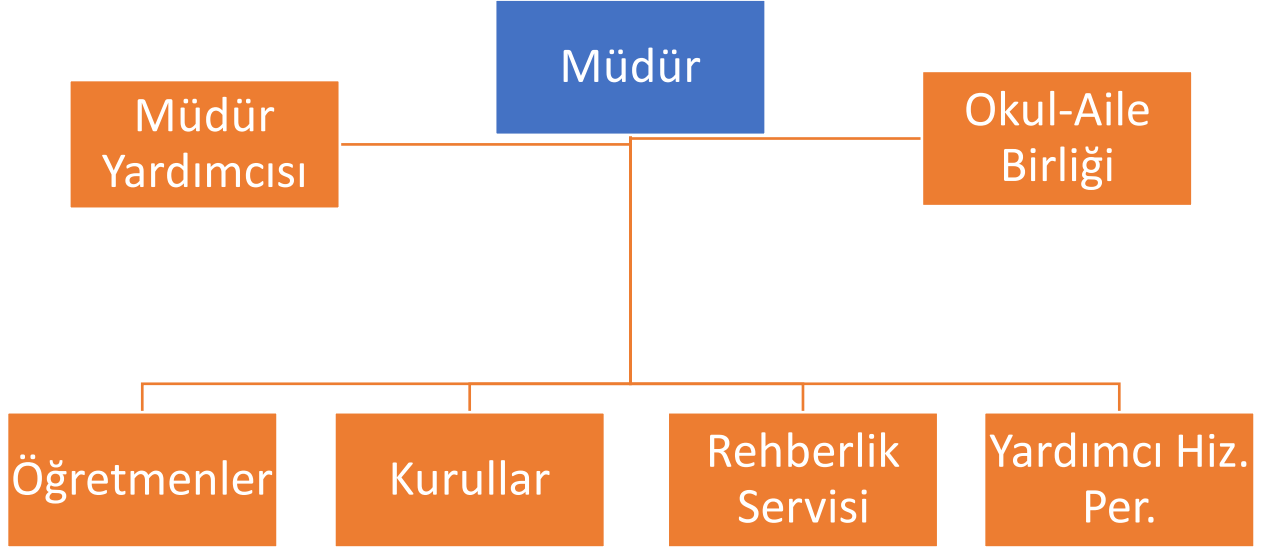 Müdür
Müdür
Yardımcısı
Okul-Aile
Birliği
Öğretmenler
Kurullar
Rehberlik
Servisi
Yardımcı Hiz.
Per.